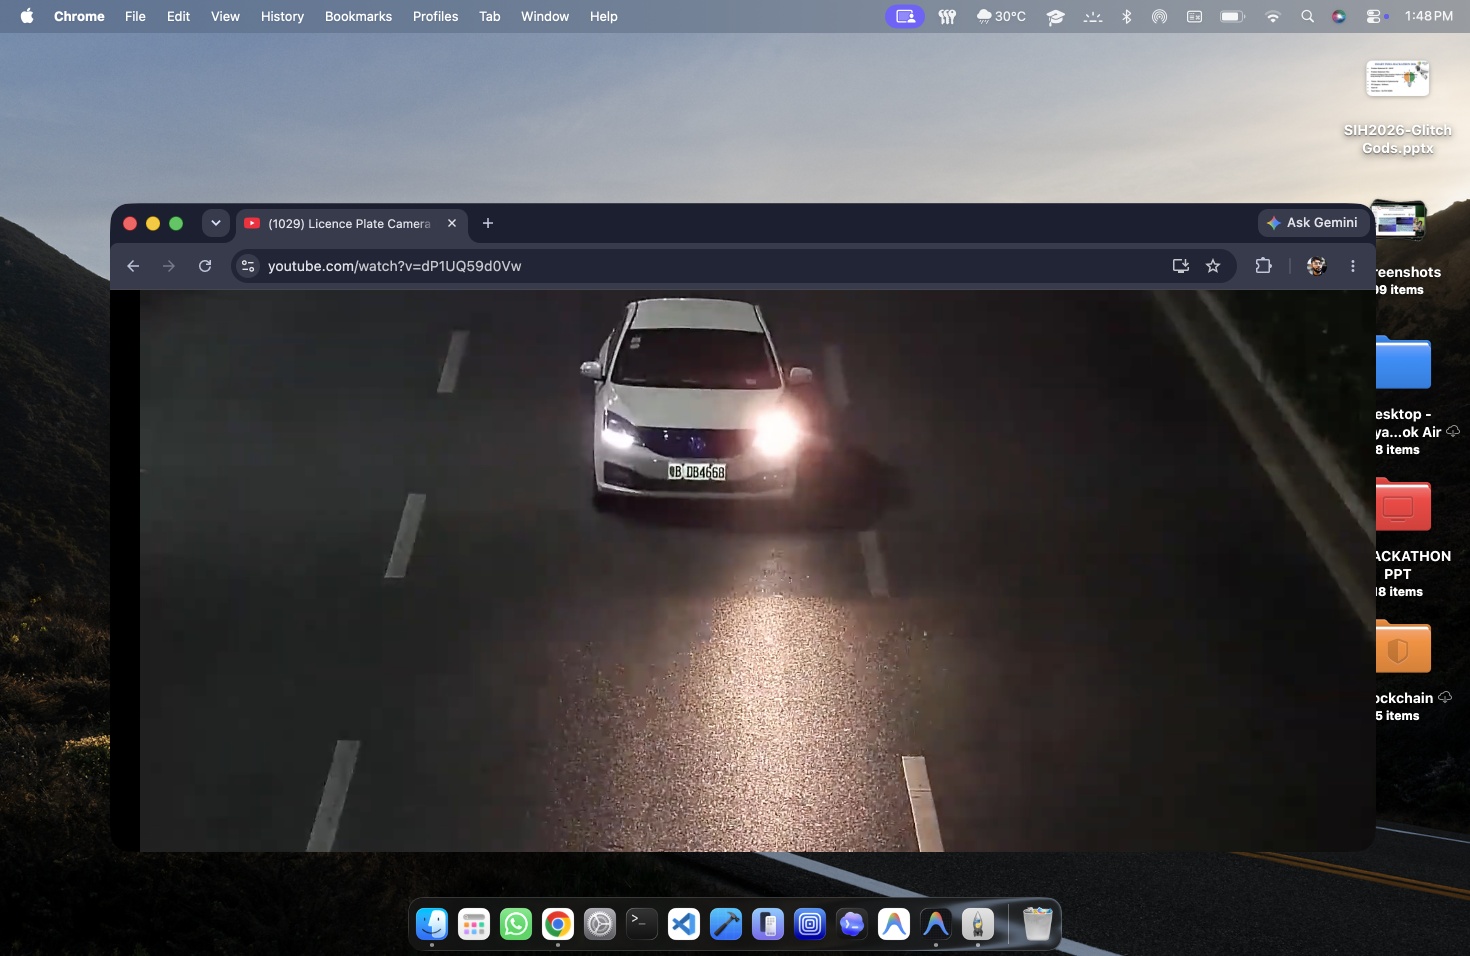 Chrome File Edit View History Bookmarks Profiles Tab Window Help 30°C 1:48 PM
SIH2026-Glitch
Gods.pptx
(1029) Licence Plate Camera
Ask Gemini
youtube.com/watch?v=dP1UQ59d0Vw
reenshots
99 items
esktop -
ya...ok Air
8 items
DB4668
ACKATHON
PPT
18 items
ockchain
5 items